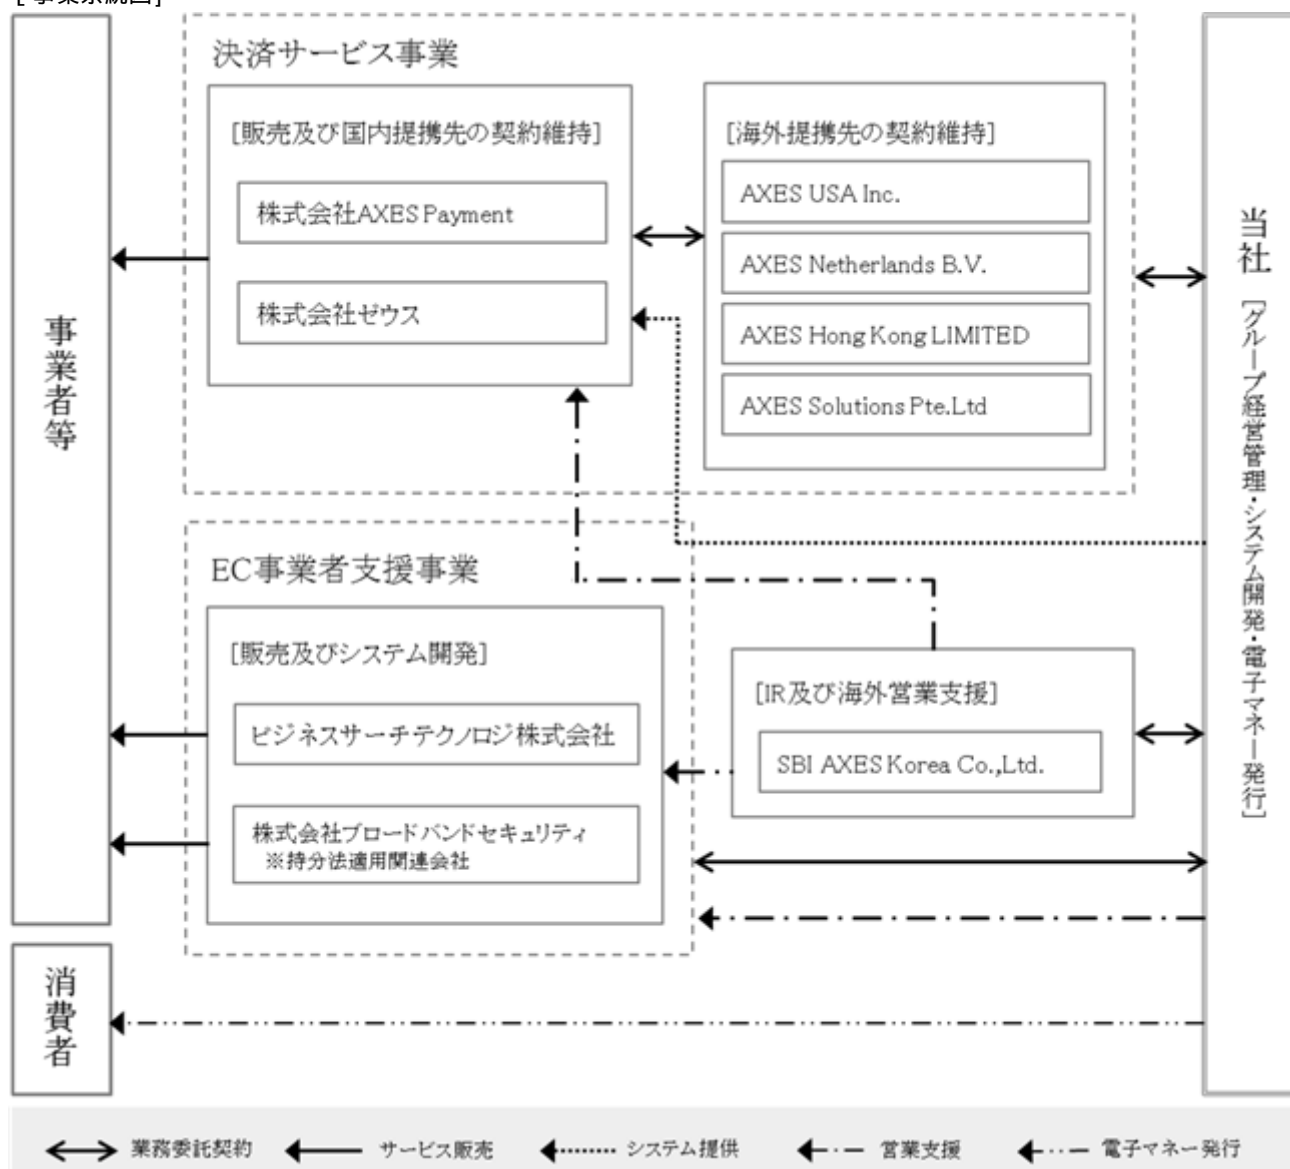 [事業系統図]
決済サービス事業
[販売及び国内提携先の契約維持]
株式会社AXES Payment
株式会社ゼウス
[海外提携先の契約維持]
AXES USA Inc.
AXES Netherlands B.V.
AXES Hong Kong LIMITED
AXES Solutions Pte.Ltd
事業者等
当社
[グループ経営管理・システム開発・電子マネー発行]
EC事業者支援事業
[販売及びシステム開発]
ビジネスサーチテクノロジ株式会社
株式会社ブロードバンドセキュリティ
※持分法適用関連会社
[IR及び海外営業支援]
SBI AXES Korea Co.,Ltd.
消費者
業務委託契約
サービス販売
システム提供
営業支援
電子マネー発行